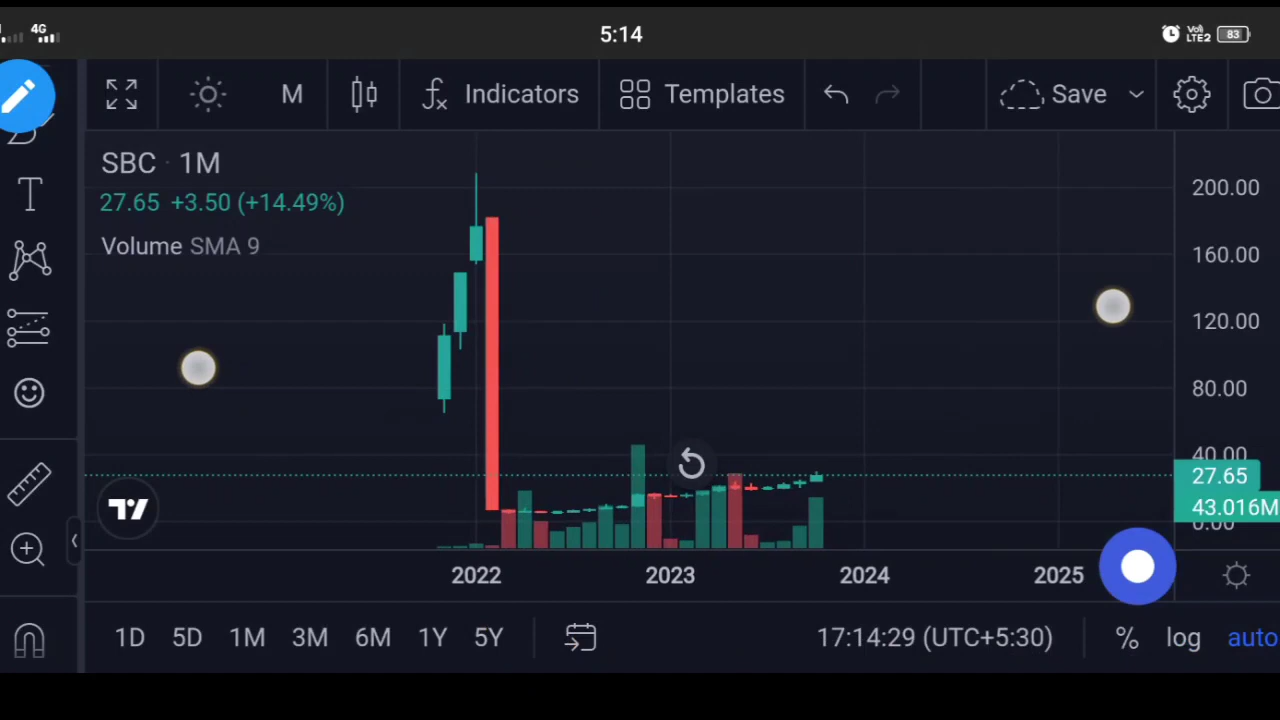 4G
5:14
Vo)
LTE2
83
M
Indicators
Templates
Save
SBC · 1M
27.65 +3.50 (+14.49%)
Volume SMA 9
200.00
160.00
120.00
80.00
40.00
27.65
43.016M
0.00
2022
2023
2024
2025
1D
5D
1M
3M
6M
1Y
5Y
17:14:29 (UTC+5:30)
%
log
auto